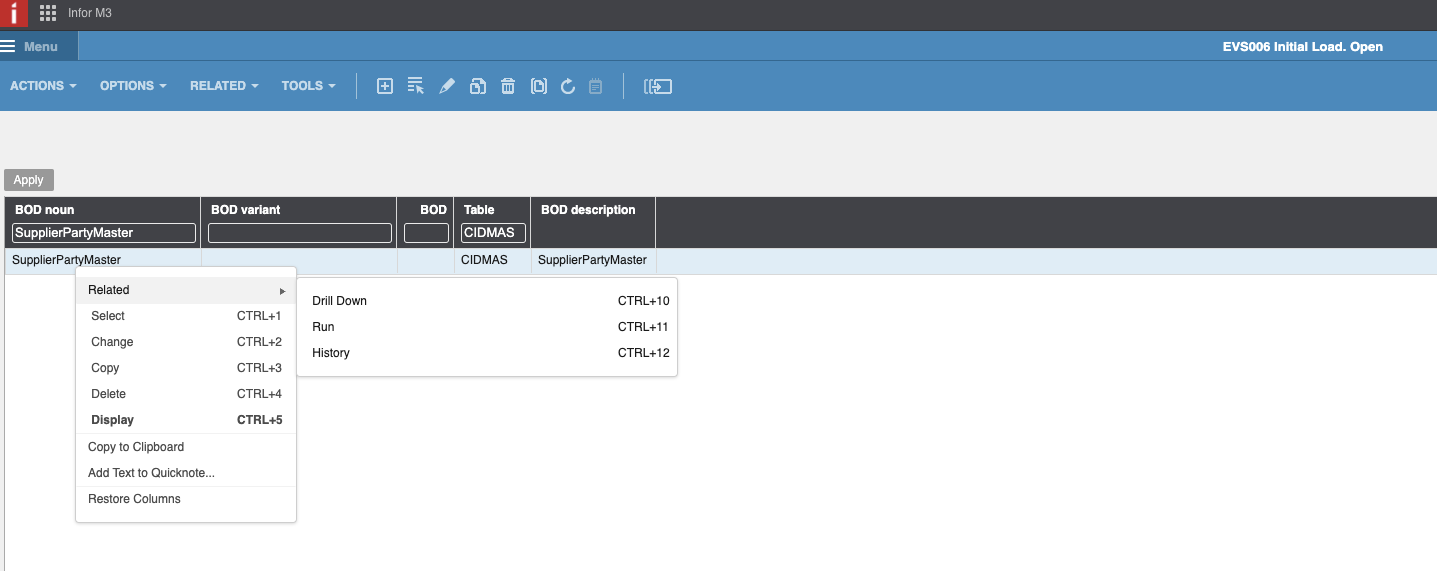 Infor M3
Menu
EVS006 Initial Load. Open
ACTIONS OPTIONS RELATED TOOLS
Apply
BOD noun BOD variant BOD Table BOD description
SupplierPartyMaster CIDMAS
SupplierPartyMaster CIDMAS SupplierPartyMaster
Related
Select CTRL+1
Change CTRL+2
Copy CTRL+3
Delete CTRL+4
Display CTRL+5
Copy to Clipboard
Add Text to Quicknote...
Restore Columns
Drill Down CTRL+10
Run CTRL+11
History CTRL+12